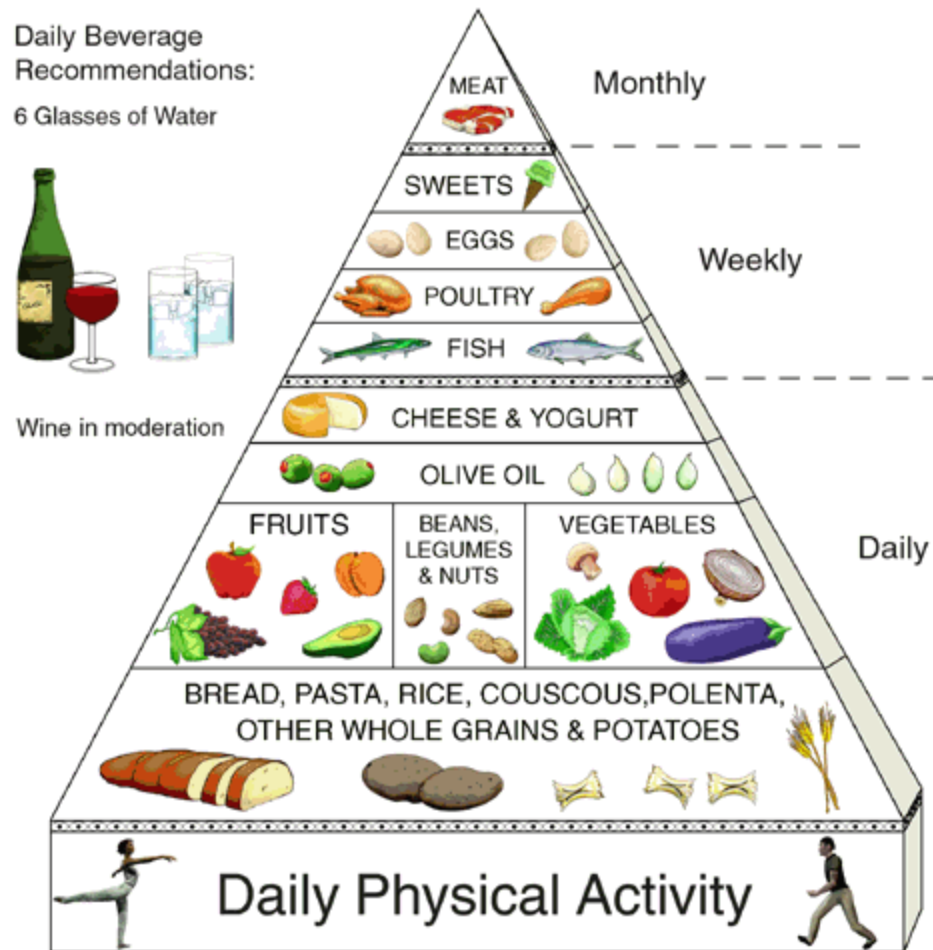 Daily Beverage
Recommendations:
6 Glasses of Water
Wine in moderation
MEAT
Monthly
SWEETS
EGGS
Weekly
POULTRY
FISH
CHEESE & YOGURT
OLIVE OIL
FRUITS
BEANS,
LEGUMES
& NUTS
VEGETABLES
Daily
BREAD, PASTA, RICE, COUSCOUS,POLENTA,
OTHER WHOLE GRAINS & POTATOES
Daily Physical Activity